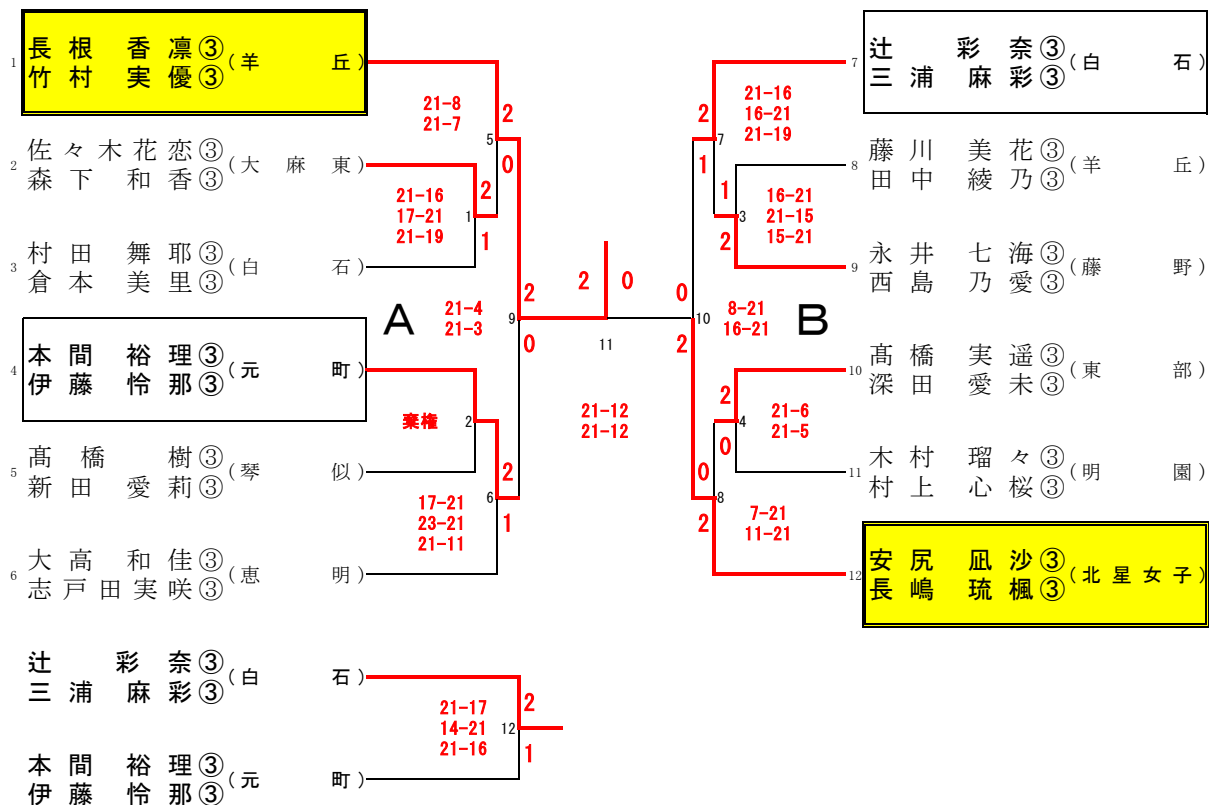 1 長根 香凛③(羊丘)
竹村 実優③
2 佐々木花恋③(大麻東)
森下 和香③
3 村田 舞耶③(白石)
倉本 美里③
4 本間 裕理③(元町)
伊藤 怜那③
5 髙橋 樹③(琴似)
新田 愛莉③
6 大高 和佳③(恵明)
志戸田実咲③
21-8
21-7
5
2
0
21-16
17-21
21-19
1
2
1
A
21-4
21-3
9
2
0
棄権
2
17-21
23-21
21-11
6
2
1
2
0
11
21-12
21-12
7 辻 彩奈③(白石)
三浦 麻彩③
8 藤川 美花③(羊丘)
田中 綾乃③
9 永井 七海③(藤野)
西島 乃愛③
10 髙橋 実遥③(東部)
深田 愛未③
11 木村 瑠々③(明園)
村上 心桜③
12 安尻 凪沙③(北星女子)
長嶋 琉楓③
21-16
16-21
21-19
7
2
1
16-21
21-15
15-21
3
1
2
B
8-21
16-21
10
0
2
21-6
21-5
4
2
0
7-21
11-21
8
0
2
辻 彩奈③(白石)
三浦 麻彩③
21-17
14-21
21-16
12
2
1
本間 裕理③(元町)
伊藤 怜那③